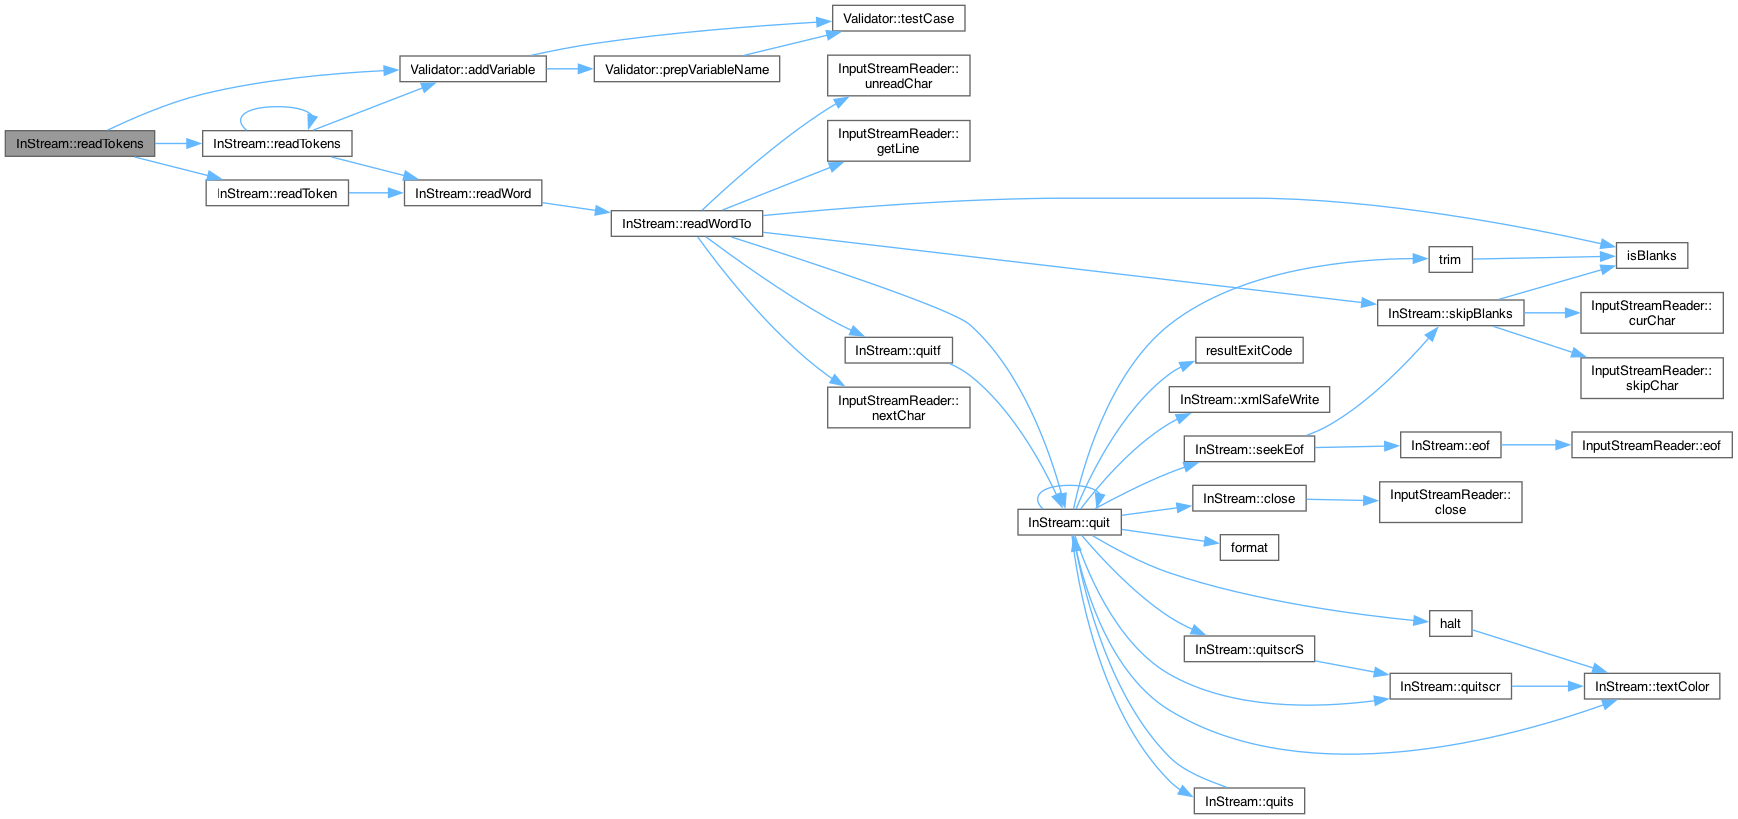 Validator::testCase
Validator::addVariable
Validator::prepVariableName
InputStreamReader::
unreadChar
InputStreamReader::
getLine
InStream::readTokens
InStream::readTokens
InStream::readToken
InStream::readWord
InStream::readWordTo
trim
isBlanks
InStream::skipBlanks
InputStreamReader::
curChar
InStream::quitf
resultExitCode
InputStreamReader::
skipChar
InputStreamReader::
nextChar
InStream::xmlSafeWrite
InStream::seekEof
InStream::eof
InputStreamReader::eof
InStream::close
InputStreamReader::
close
InStream::quit
format
halt
InStream::quitscrS
InStream::quitscr
InStream::textColor
InStream::quits